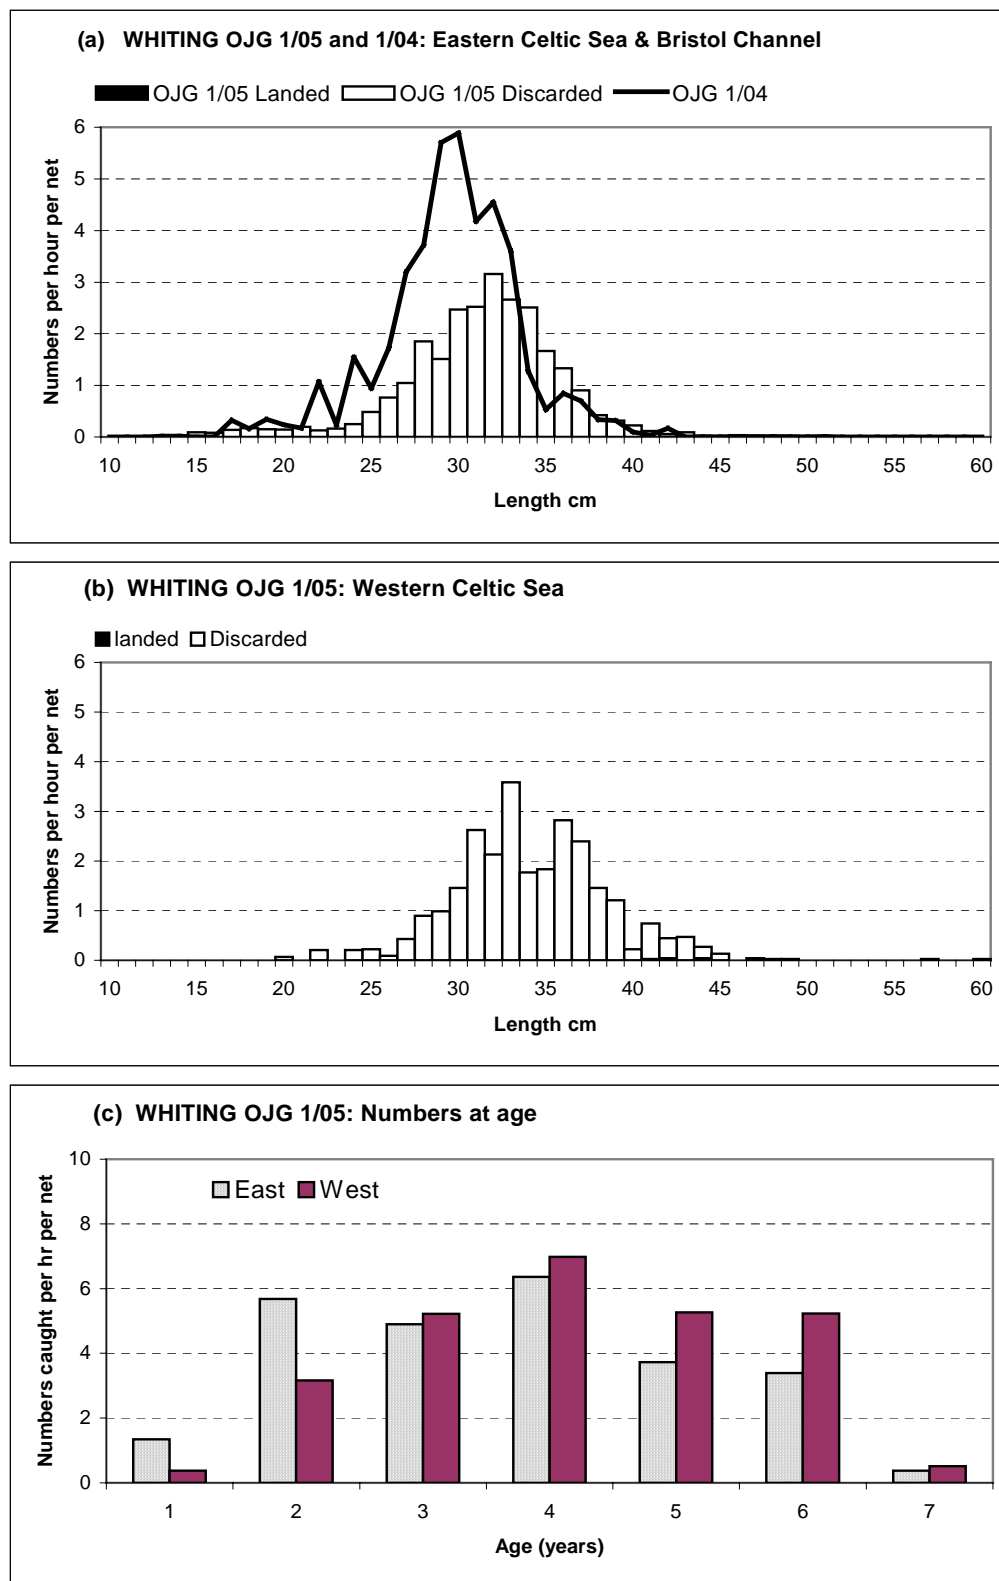 (a) WHITING OJG 1/05 and 1/04: Eastern Celtic Sea & Bristol Channel
OJG 1/05 Landed OJG 1/05 Discarded OJG 1/04
Numbers per hour per net
6
5
4
3
2
1
0
10 15 20 25 30 35 40 45 50 55 60
Length cm
(b) WHITING OJG 1/05: Western Celtic Sea
landed Discarded
Numbers per hour per net
6
5
4
3
2
1
0
10 15 20 25 30 35 40 45 50 55 60
Length cm
(c) WHITING OJG 1/05: Numbers at age
East West
Numbers caught per hr per net
10
8
6
4
2
0
1 2 3 4 5 6 7
Age (years)